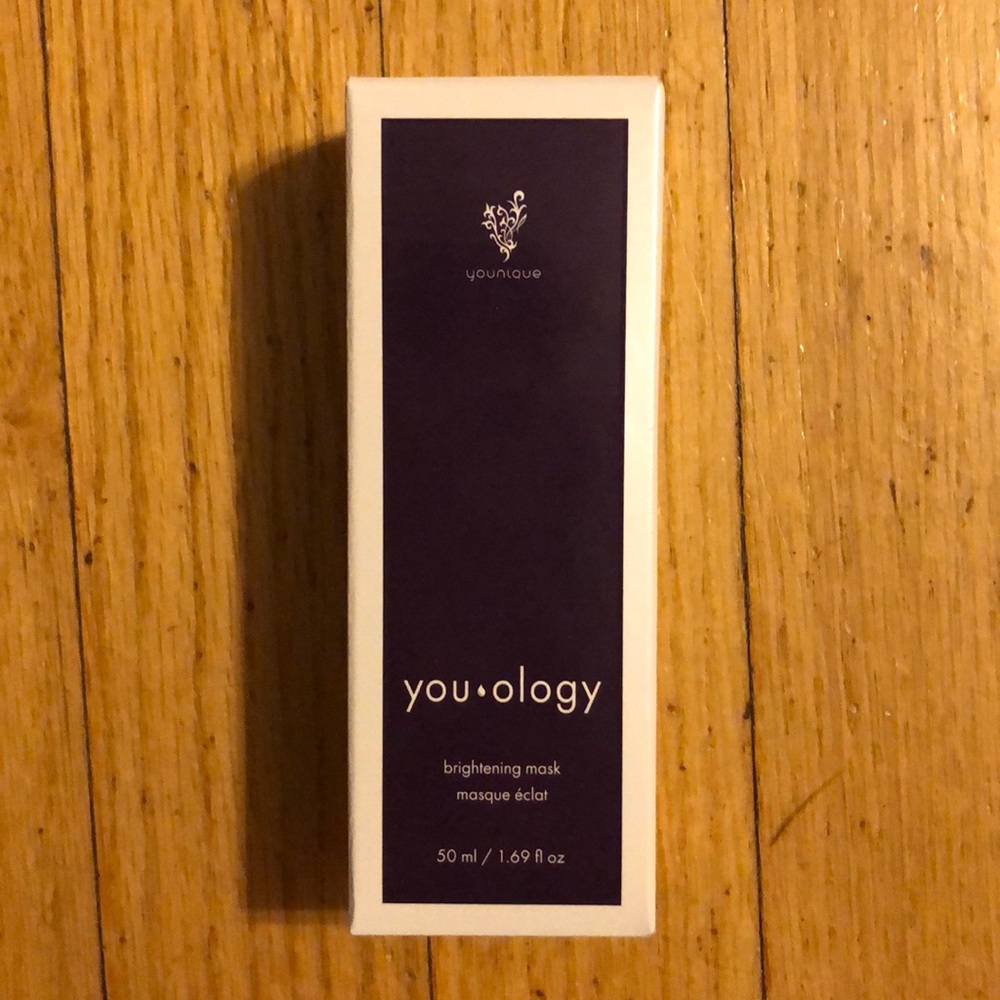 younique
you•ology
brightening mask
masque éclat
50 ml / 1.69 fl oz